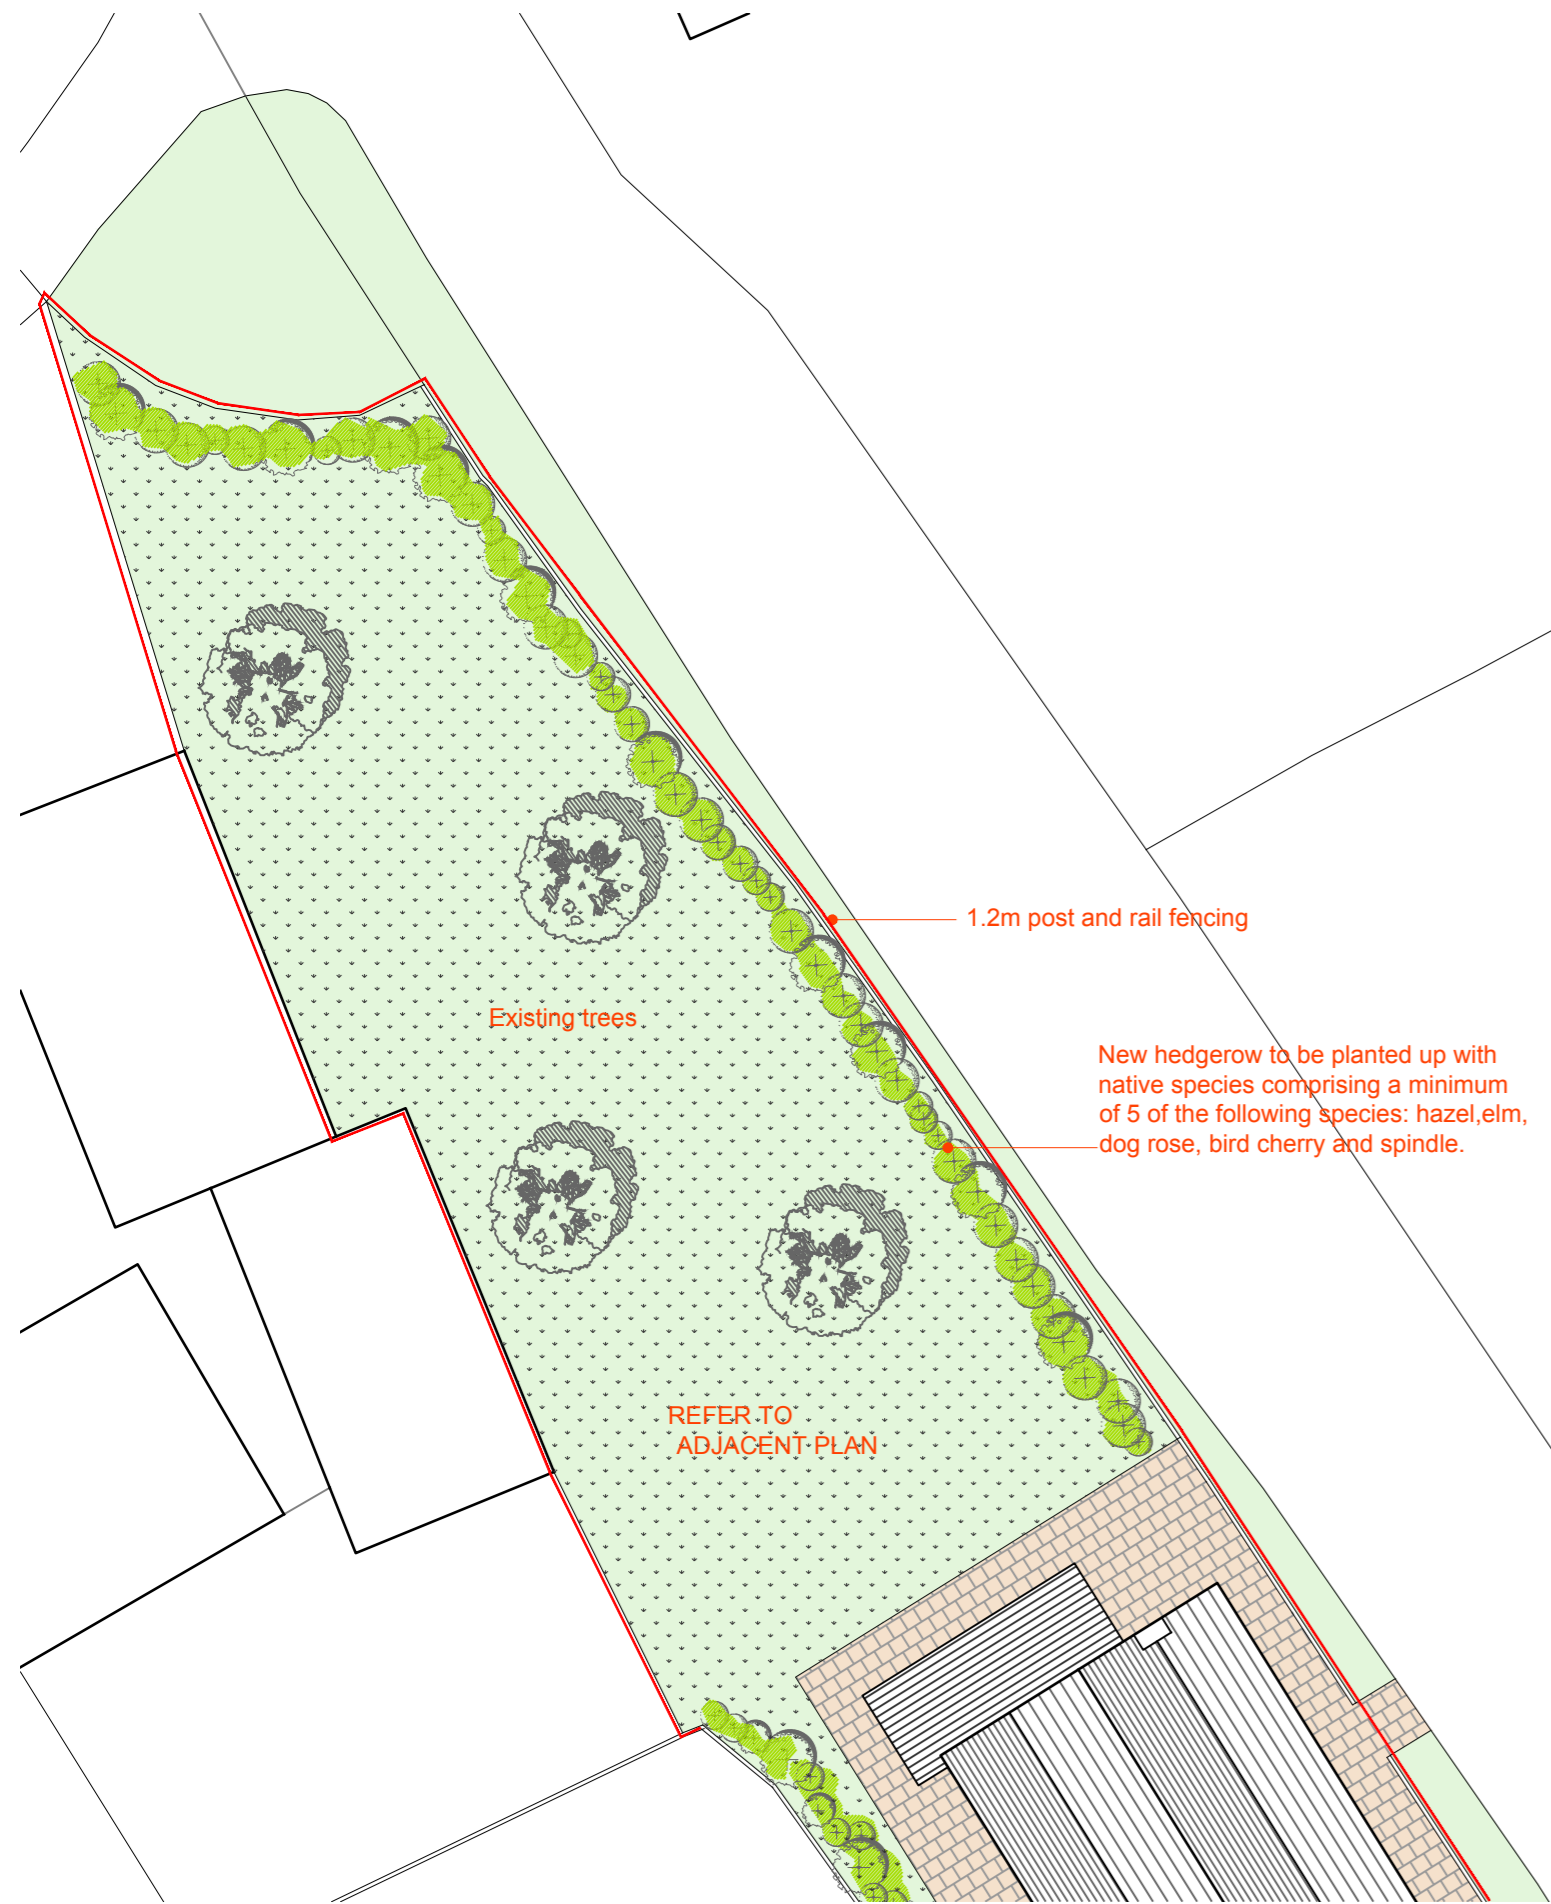 1.2m post and rail fencing
Existing trees
New hedgerow to be planted up with
native species comprising a minimum
of 5 of the following species: hazel,elm,
dog rose, bird cherry and spindle.
REFER TO
ADJACENT PLAN